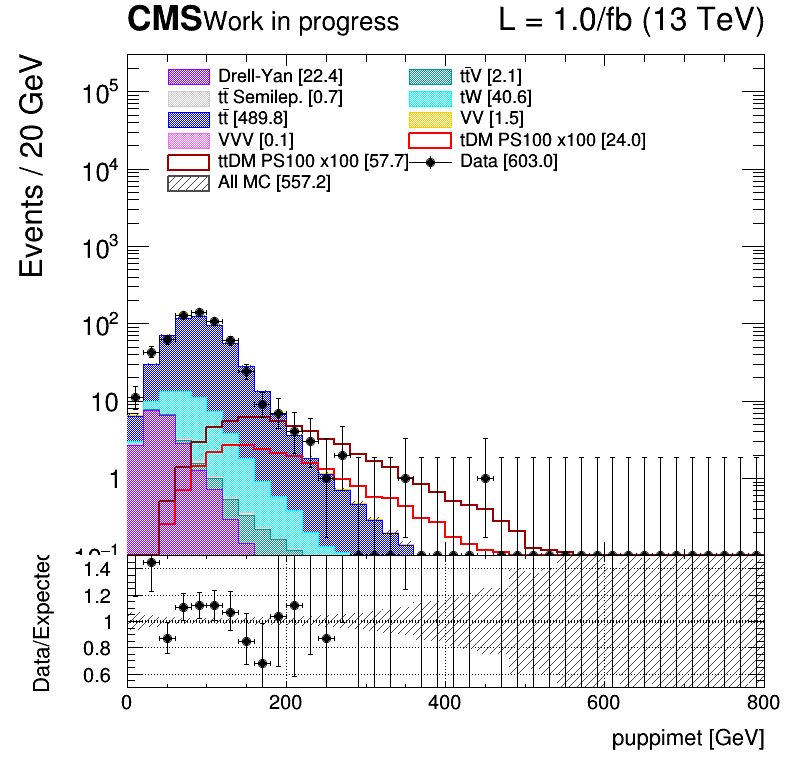 CMS Work in progress L = 1.0/fb (13 TeV)
Events / 20 GeV
Drell-Yan [22.4] tt̄V [2.1]
tt̄ Semilep. [0.7] tW [40.6]
tt̄ [489.8] VV [1.5]
VVV [0.1] tDM PS100 x100 [24.0]
ttDM PS100 x100 [57.7] Data [603.0]
All MC [557.2]
10⁵
10⁴
10³
10²
10
1
10⁻¹
Data/Expected
1.4
1.2
1
0.8
0.6
0 200 400 600 800
puppimet [GeV]